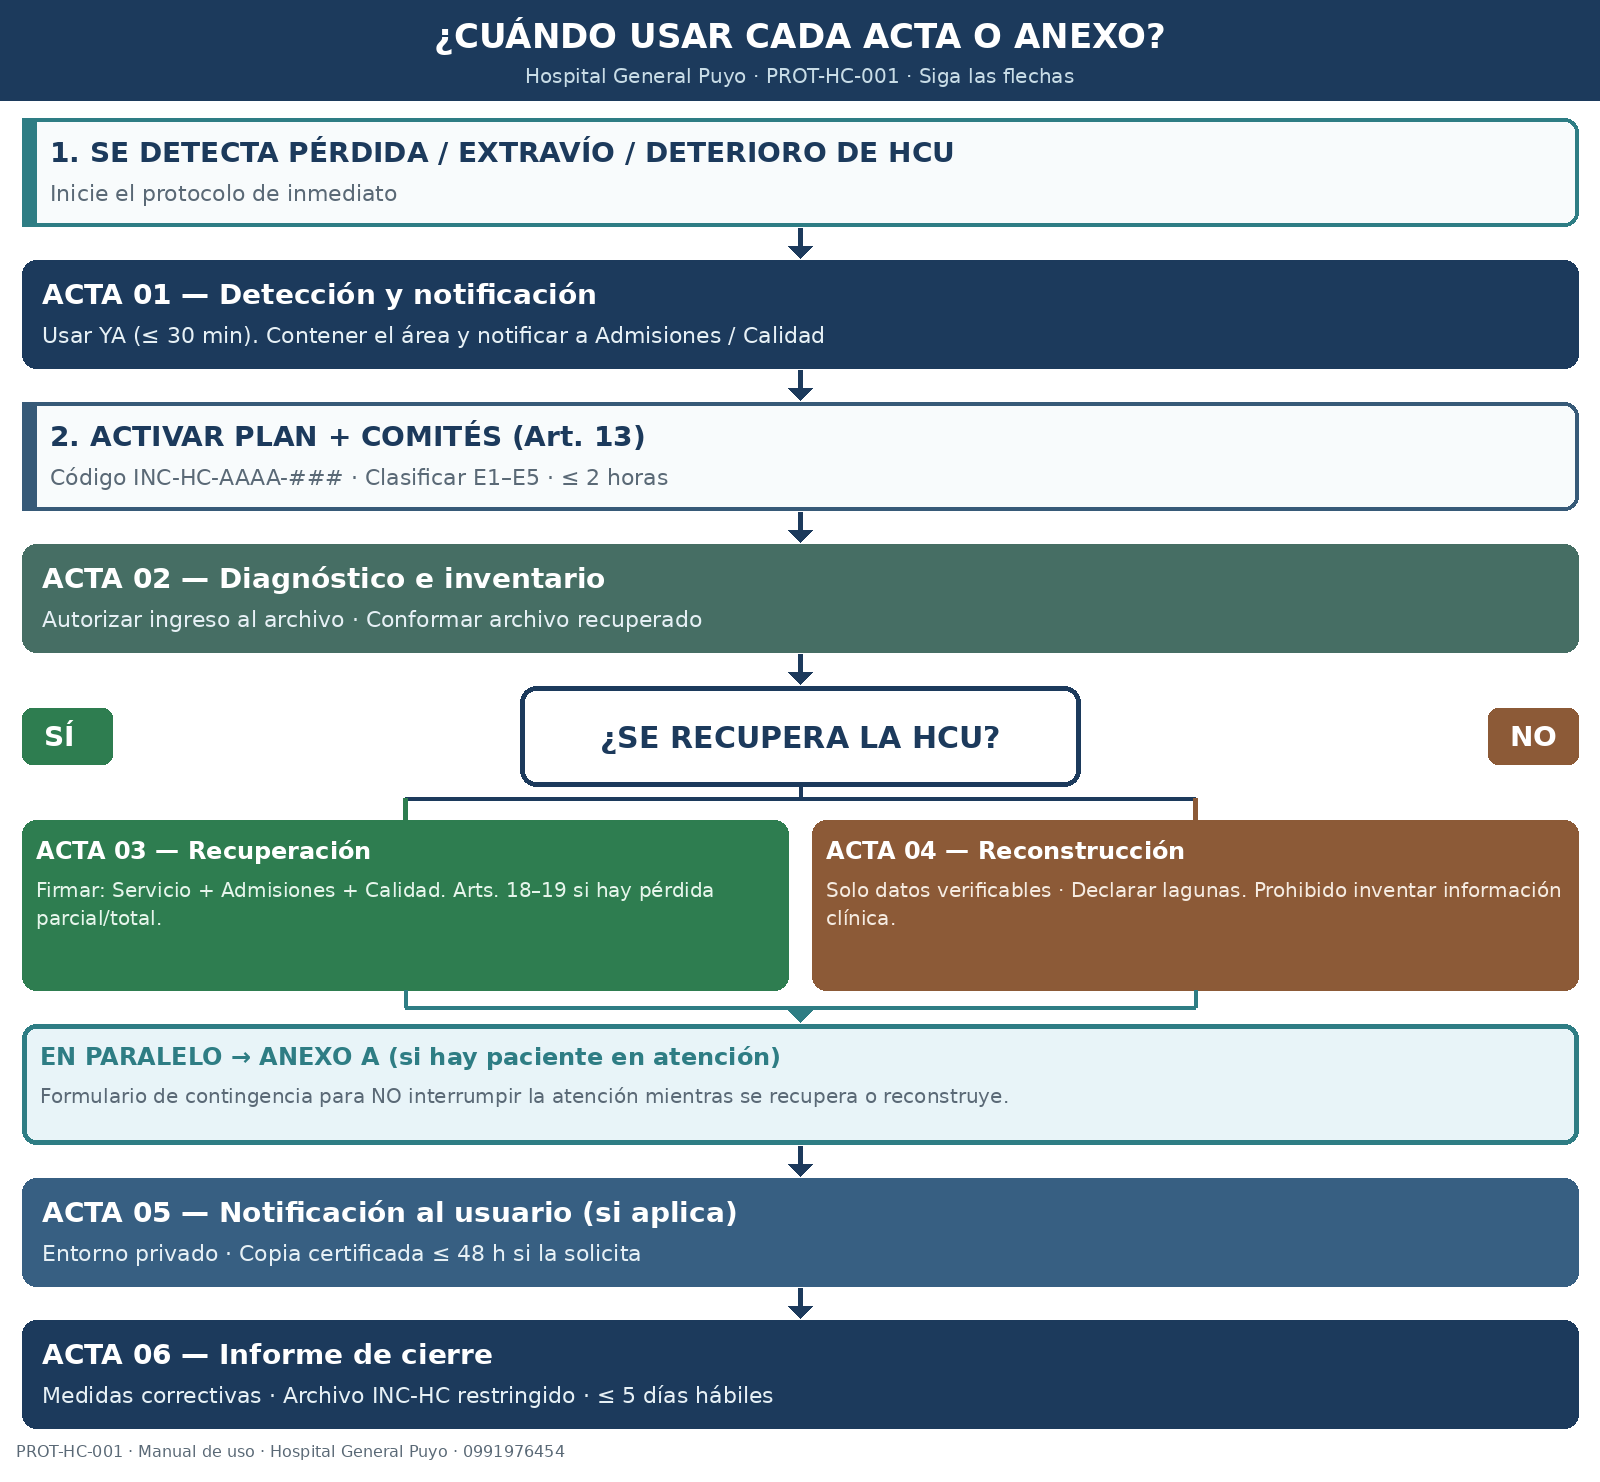 ¿CUÁNDO USAR CADA ACTA O ANEXO?
Hospital General Puyo · PROT-HC-001 · Siga las flechas
1. SE DETECTA PÉRDIDA / EXTRAVÍO / DETERIORO DE HCU
Inicie el protocolo de inmediato
ACTA 01 — Detección y notificación
Usar YA (≤ 30 min). Contener el área y notificar a Admisiones / Calidad
2. ACTIVAR PLAN + COMITÉS (Art. 13)
Código INC-HC-AAAA-### · Clasificar E1–E5 · ≤ 2 horas
ACTA 02 — Diagnóstico e inventario
Autorizar ingreso al archivo · Conformar archivo recuperado
SÍ
¿SE RECUPERA LA HCU?
NO
ACTA 03 — Recuperación
Firmar: Servicio + Admisiones + Calidad. Arts. 18–19 si hay pérdida
parcial/total.
ACTA 04 — Reconstrucción
Solo datos verificables · Declarar lagunas. Prohibido inventar información
clínica.
EN PARALELO → ANEXO A (si hay paciente en atención)
Formulario de contingencia para NO interrumpir la atención mientras se recupera o reconstruye.
ACTA 05 — Notificación al usuario (si aplica)
Entorno privado · Copia certificada ≤ 48 h si la solicita
ACTA 06 — Informe de cierre
Medidas correctivas · Archivo INC-HC restringido · ≤ 5 días hábiles
PROT-HC-001 · Manual de uso · Hospital General Puyo · 0991976454